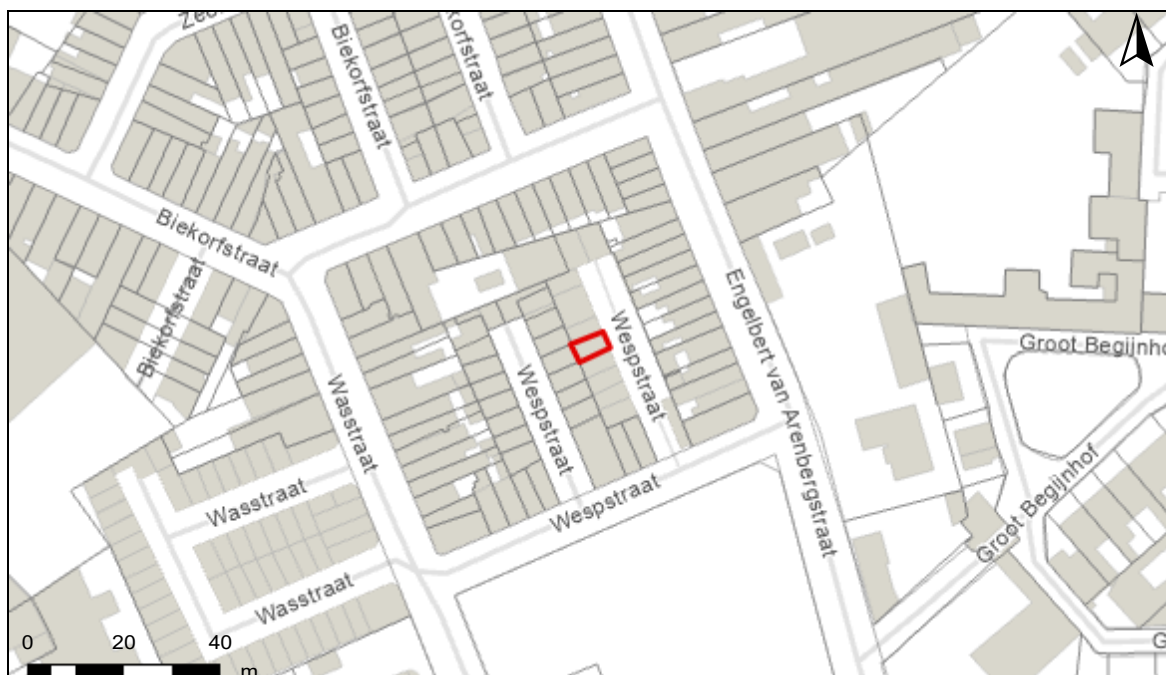 Biekorfstraat
Biekorfstraat
Biekorfstraat
Wasstraat
Wespstraat
Wespstraat
Engelbert van Arenbergstraat
Groot Begijnhof
Wasstraat
Wespstraat
Groot Begijnhof
Wasstraat
0 20 40
m